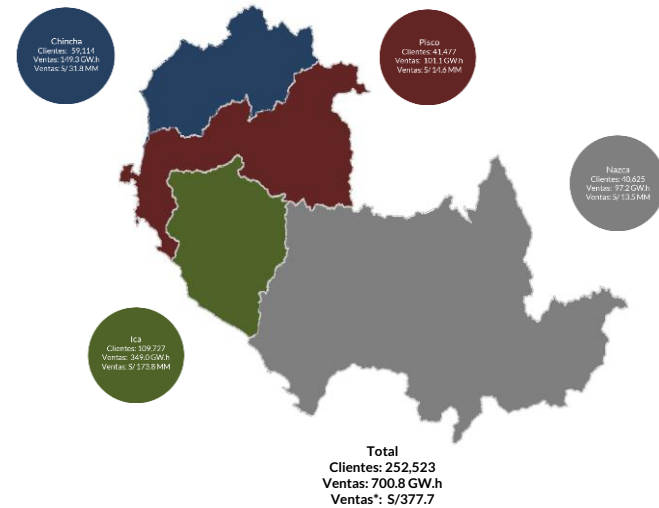 Chincha
Clientes: 59,114
Ventas: 149.3 GW.h
Ventas: S/ 31.8 MM
Pisco
Clientes: 41,477
Ventas: 101.1 GW.h
Ventas: S/ 14.6 MM
Nazca
Clientes: 40,625
Ventas: 97.2 GW.h
Ventas: S/ 13.5 MM
Ica
Clientes: 109,727
Ventas: 349.0 GW.h
Ventas: S/ 173.8 MM
Total
Clientes: 252,523
Ventas: 700.8 GW.h
Ventas*: S/377.7